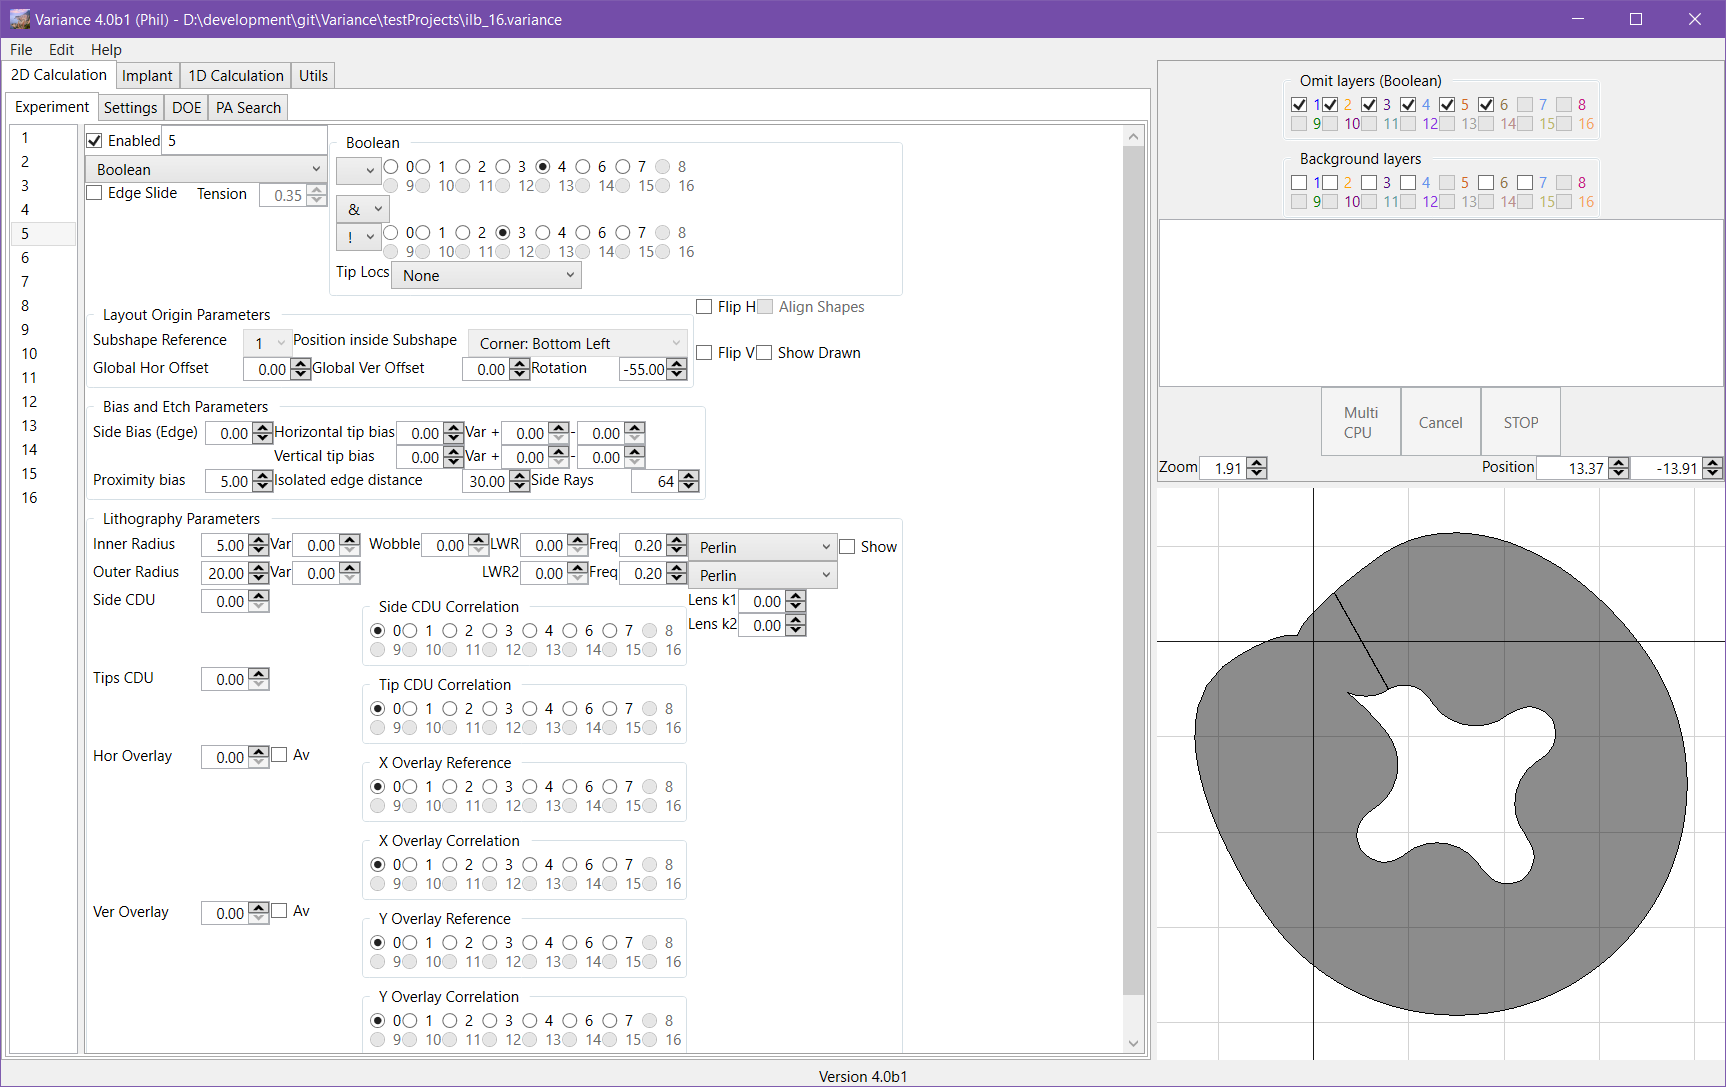 Variance 4.0b1 (Phil) - D:\development\git\Variance\testProjects\ilb_16.variance
File Edit Help
2D Calculation Implant 1D Calculation Utils
Experiment Settings DOE PA Search
1
2
3
4
5
6
7
8
9
10
11
12
13
14
15
16
Enabled 5
Boolean
Edge Slide Tension 0.35
Boolean
0 1 2 3 4 6 7 8
9 10 11 12 13 14 15 16
&
! 0 1 2 3 4 6 7 8
9 10 11 12 13 14 15 16
Tip Locs None
Layout Origin Parameters
Subshape Reference 1 Position inside Subshape Corner: Bottom Left
Global Hor Offset 0.00 Global Ver Offset 0.00 Rotation -55.00
Flip H Align Shapes
Flip V Show Drawn
Bias and Etch Parameters
Side Bias (Edge) 0.00 Horizontal tip bias 0.00 Var + 0.00 - 0.00
Vertical tip bias 0.00 Var + 0.00 - 0.00
Proximity bias 5.00 Isolated edge distance 30.00 Side Rays 64
Lithography Parameters
Inner Radius 5.00 Var 0.00 Wobble 0.00 LWR 0.00 Freq 0.20 Perlin Show
Outer Radius 20.00 Var 0.00 LWR2 0.00 Freq 0.20 Perlin
Side CDU 0.00
Lens k1 0.00
Lens k2 0.00
Side CDU Correlation
0 1 2 3 4 6 7 8
9 10 11 12 13 14 15 16
Tips CDU 0.00
Tip CDU Correlation
0 1 2 3 4 6 7 8
9 10 11 12 13 14 15 16
Hor Overlay 0.00 Av
X Overlay Reference
0 1 2 3 4 6 7 8
9 10 11 12 13 14 15 16
X Overlay Correlation
0 1 2 3 4 6 7 8
9 10 11 12 13 14 15 16
Ver Overlay 0.00 Av
Y Overlay Reference
0 1 2 3 4 6 7 8
9 10 11 12 13 14 15 16
Y Overlay Correlation
0 1 2 3 4 6 7 8
9 10 11 12 13 14 15 16
Omit layers (Boolean)
1 2 3 4 5 6 7 8
9 10 11 12 13 14 15 16
Background layers
1 2 3 4 5 6 7 8
9 10 11 12 13 14 15 16
Multi CPU Cancel STOP
Zoom 1.91 Position 13.37 -13.91
Version 4.0b1